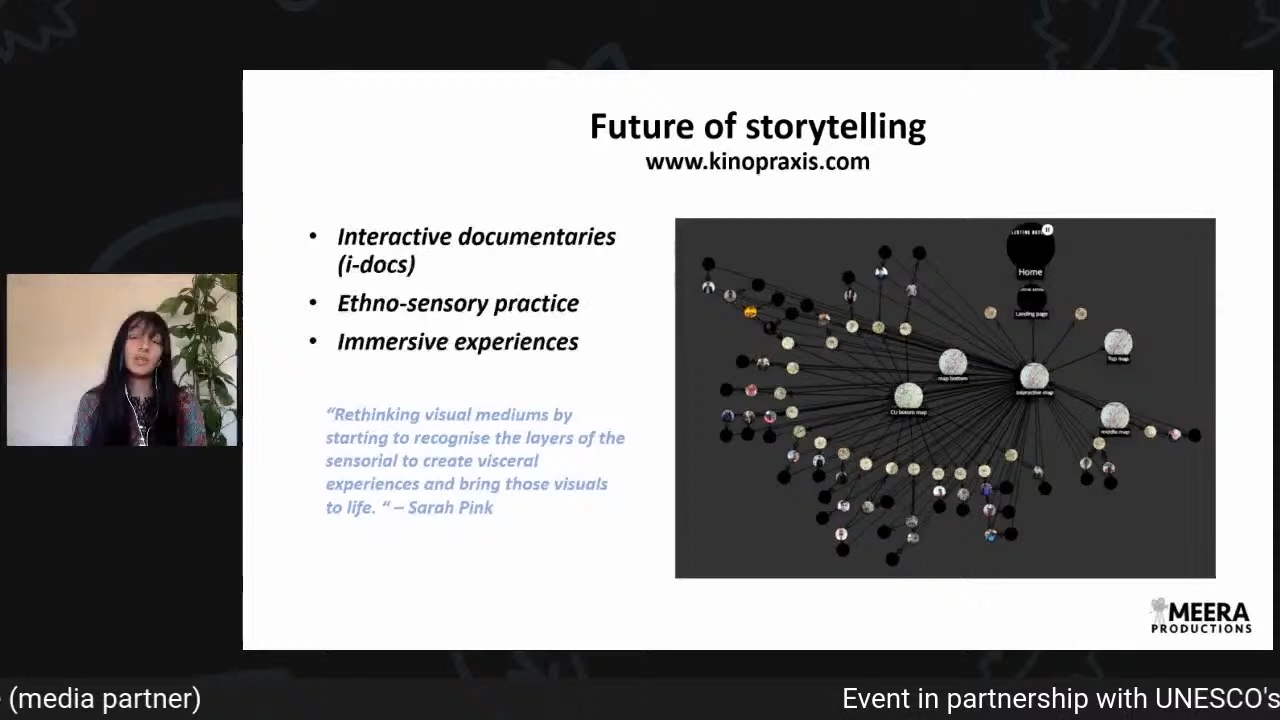 Future of storytelling
www.kinopraxis.com
• Interactive documentaries
(i-docs)
• Ethno-sensory practice
• Immersive experiences
“Rethinking visual mediums by
starting to recognise the layers of the
sensorial to create visceral
experiences and bring those visuals
to life. “ – Sarah Pink
Home
Landing page
Top map
map bottom
Interactive map
CU bottom map
middle map
MEERA
PRODUCTIONS
(media partner)
Event in partnership with UNESCO's